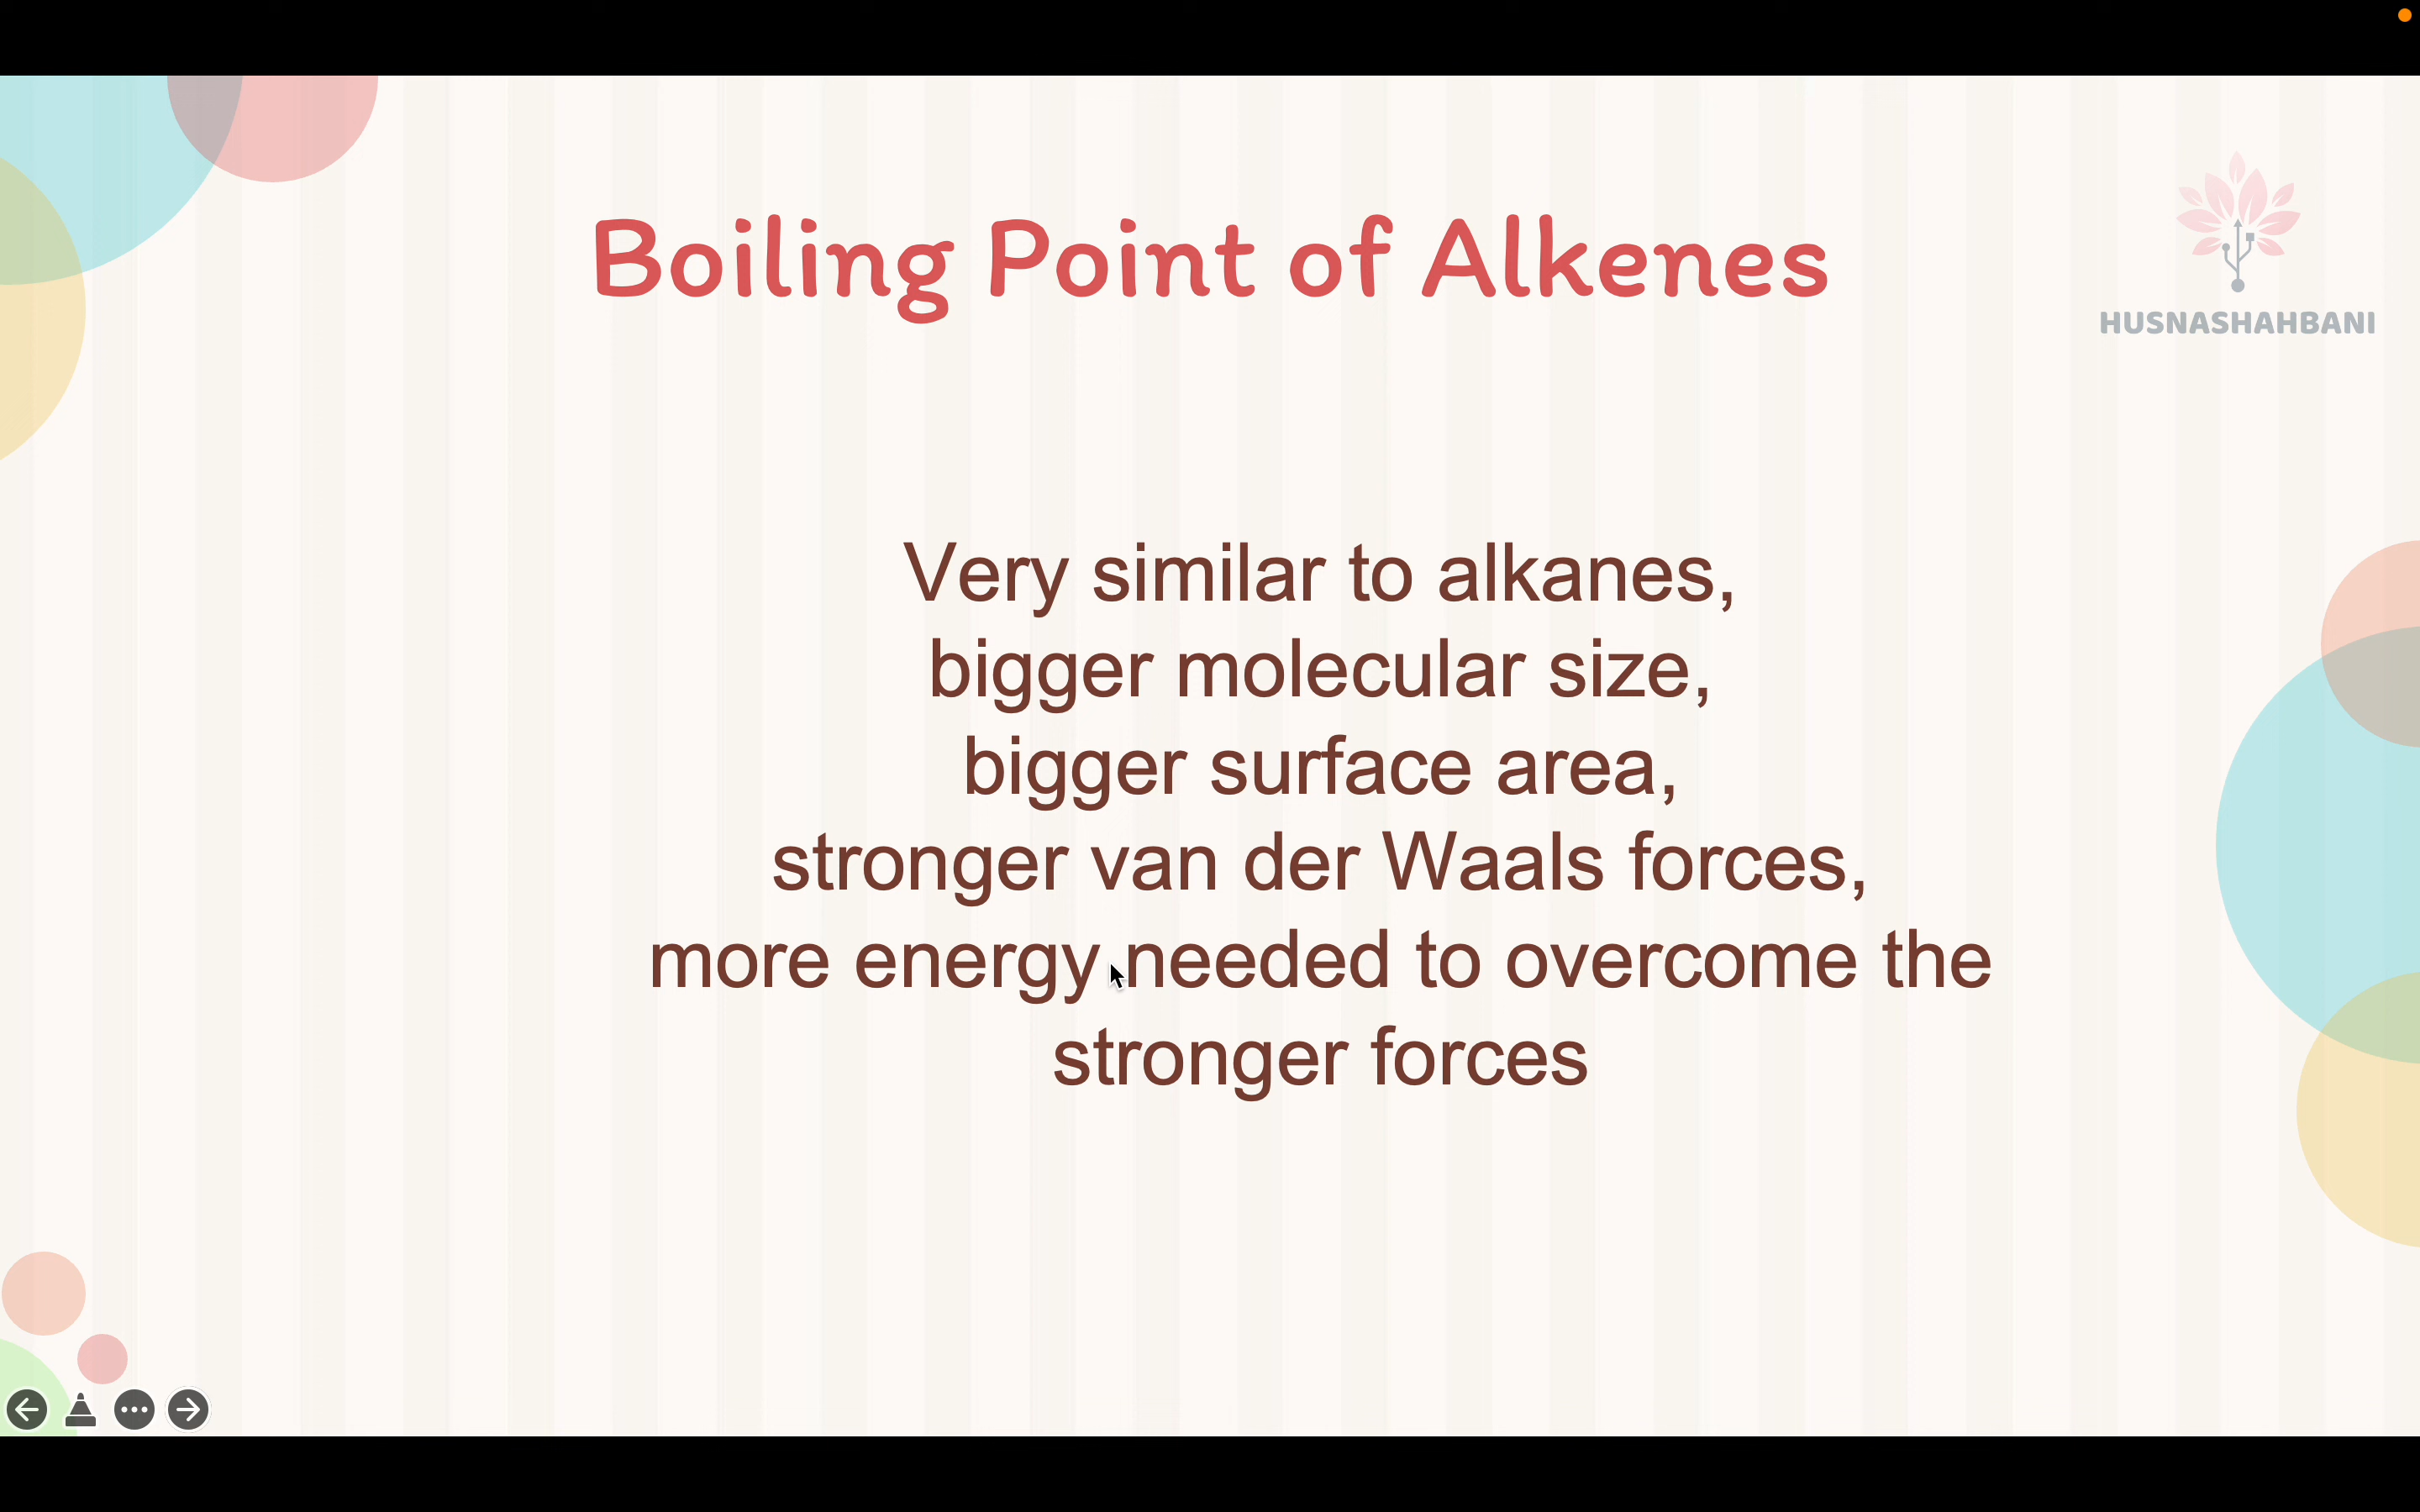 Boiling Point of Alkenes
HUSNASHAHBANI
Very similar to alkanes,
bigger molecular size,
bigger surface area,
stronger van der Waals forces,
more energy needed to overcome the
stronger forces